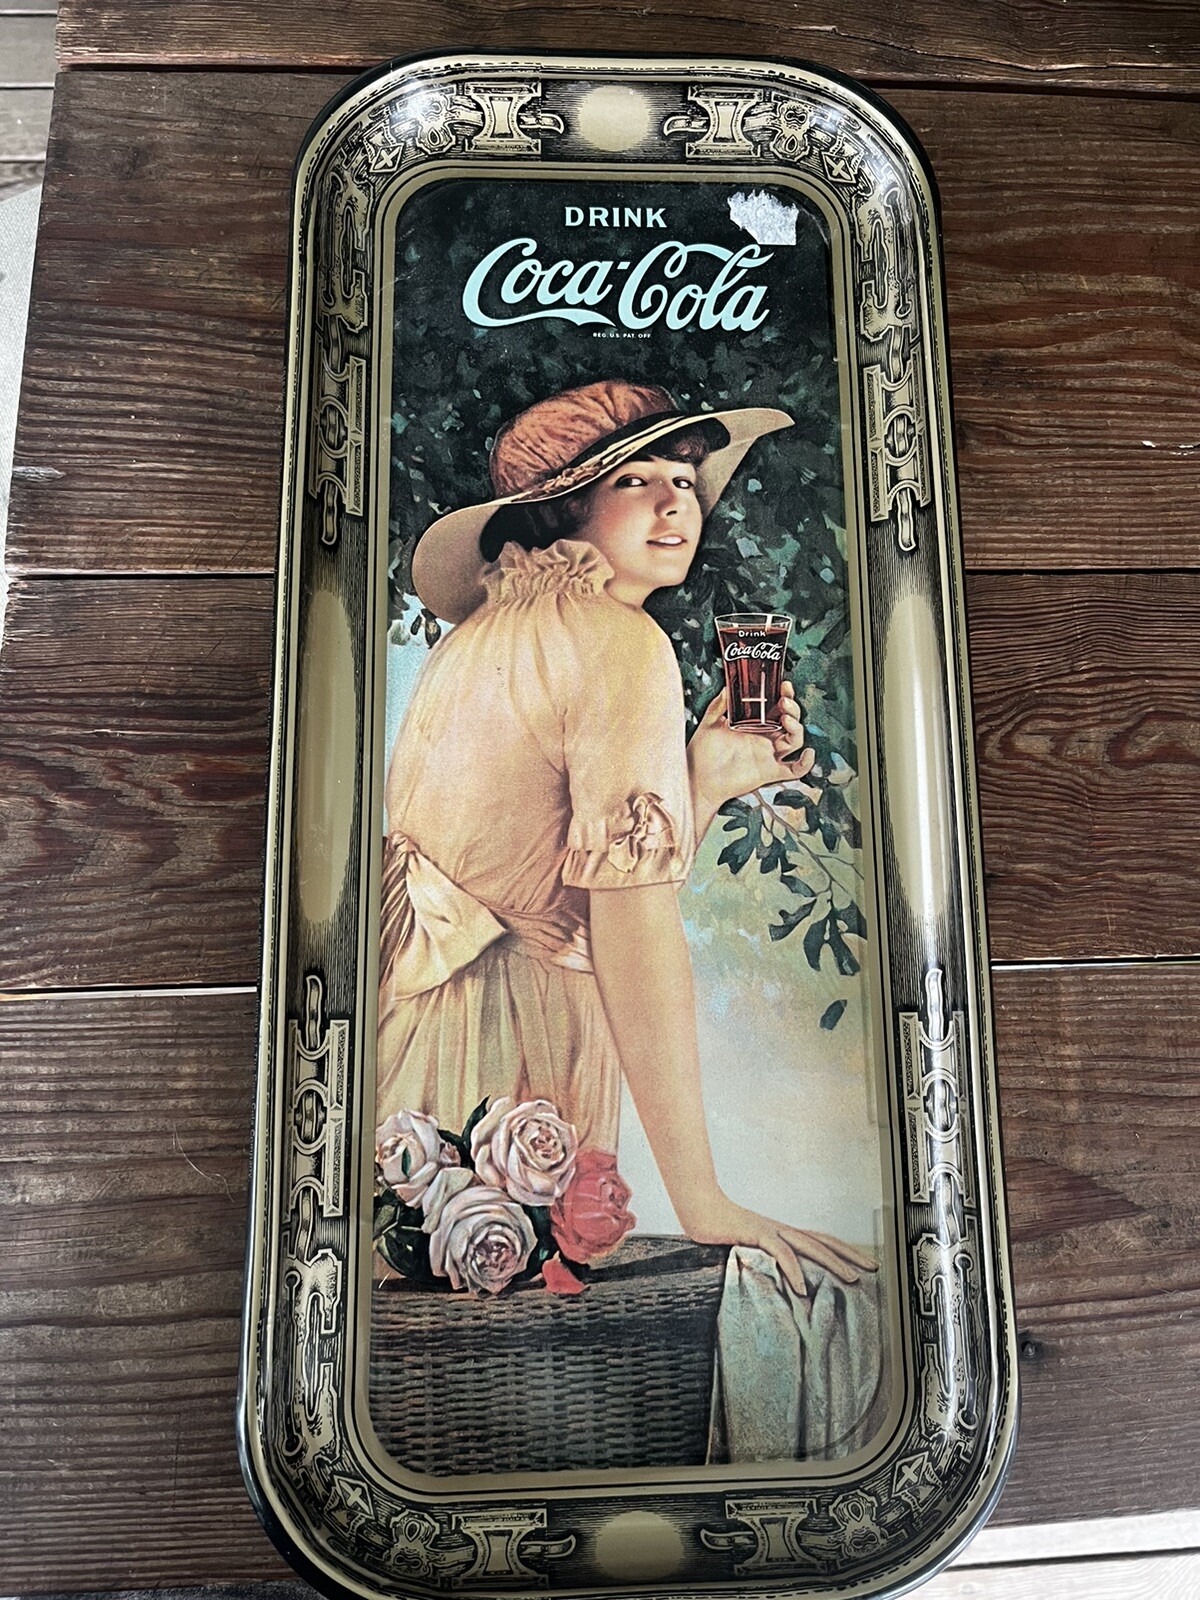 DRINK
Coca-Cola
REG. U.S. PAT. OFF
Drink
Coca-Cola